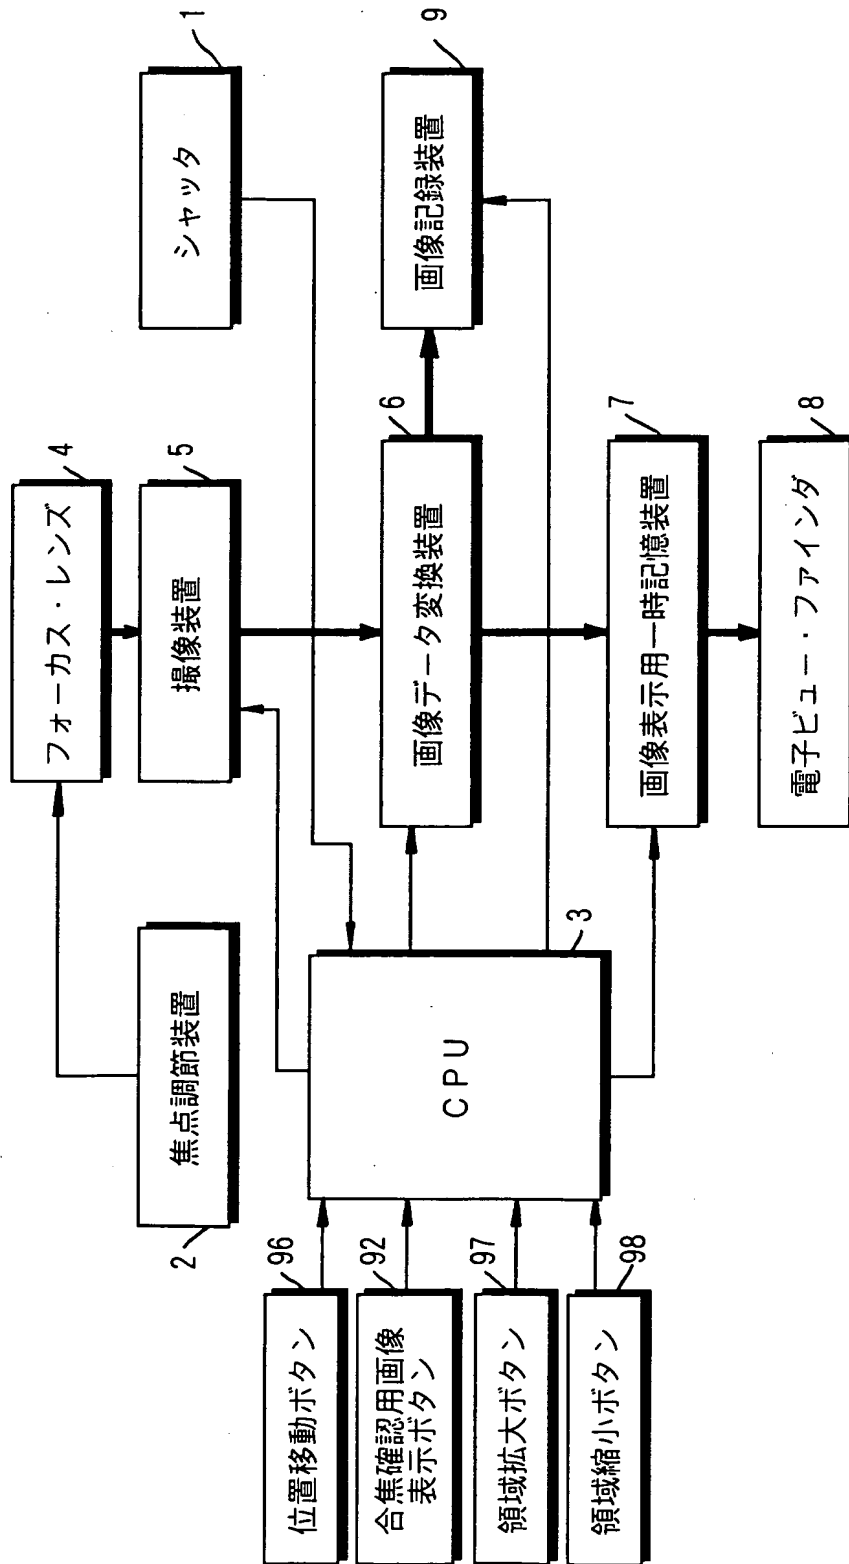 フォーカス・レンズ
4
シャッタ
1
焦点調節装置
2
撮像装置
5
位置移動ボタン
96
合焦確認用画像
表示ボタン
92
領域拡大ボタン
97
領域縮小ボタン
98
CPU
3
画像データ変換装置
6
画像記録装置
9
画像表示用一時記憶装置
7
電子ビュー・ファインダ
8